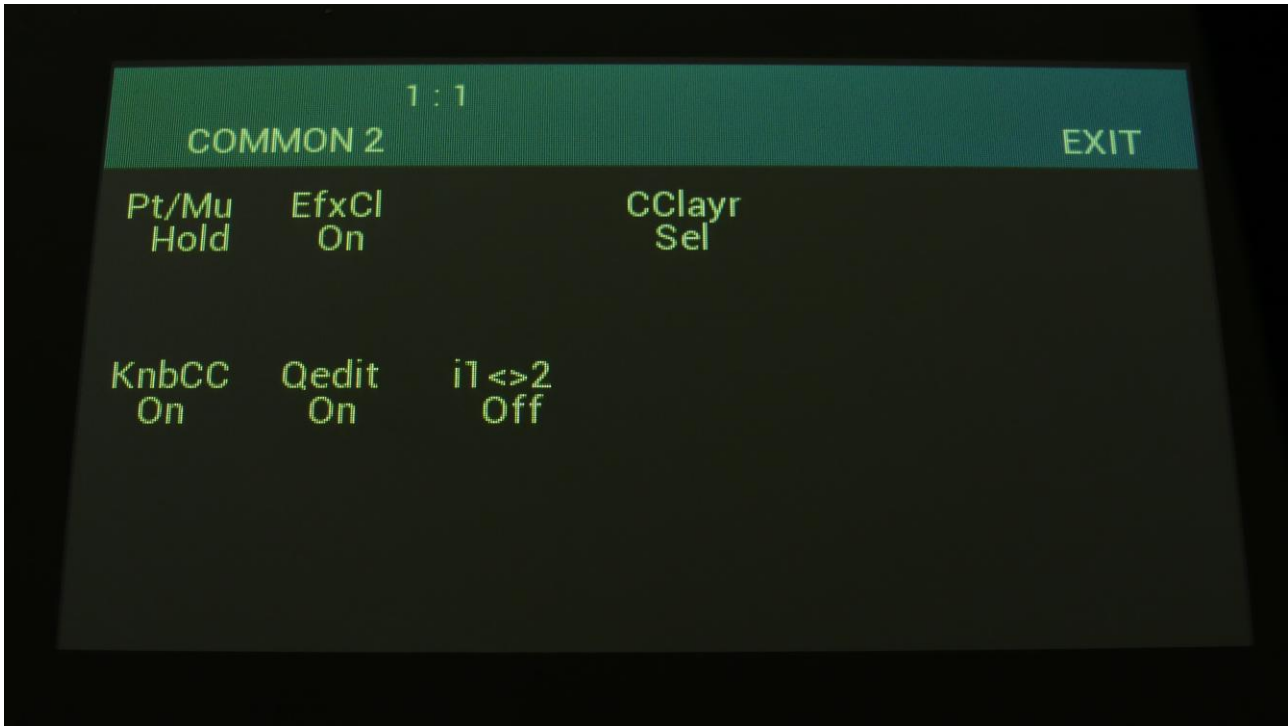 1 : 1
COMMON 2 EXIT
Pt/Mu EfxCl CClayr
Hold On Sel
KnbCC Qedit i1<>2
On On Off